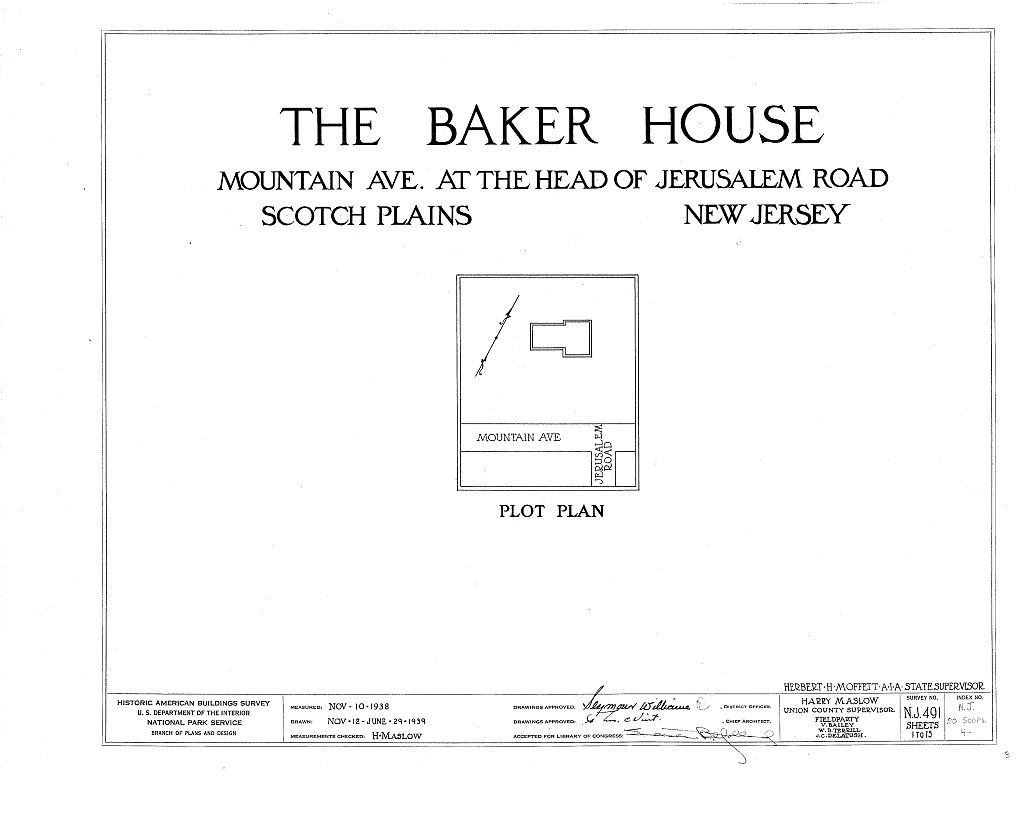 THE BAKER HOUSE
MOUNTAIN AVE. AT THE HEAD OF JERUSALEM ROAD
SCOTCH PLAINS NEW JERSEY
MOUNTAIN AVE
JERUSALEM
ROAD
PLOT PLAN
HERBERT·H·MOFFETT·A·I·A·STATE SUPERVISOR
HISTORIC AMERICAN BUILDINGS SURVEY
U. S. DEPARTMENT OF THE INTERIOR
NATIONAL PARK SERVICE
BRANCH OF PLANS AND DESIGN
MEASURED: NOV·10·1938
DRAWN: NOV·12-JUNE·29·1939
MEASUREMENTS CHECKED: H·MASLOW
DRAWINGS APPROVED: Seymour Williams , DISTRICT OFFICER.
DRAWINGS APPROVED: , CHIEF ARCHITECT.
ACCEPTED FOR LIBRARY OF CONGRESS:
HARRY MASLOW
UNION COUNTY SUPERVISOR
FIELDPARTY
V. BAILEY
W. D. TERRILL
J. C. DELATUSH.
SURVEY NO.
N.J. 491
SHEETS
1 TO 15
INDEX NO.
N.J.
20 SCOPL
4-